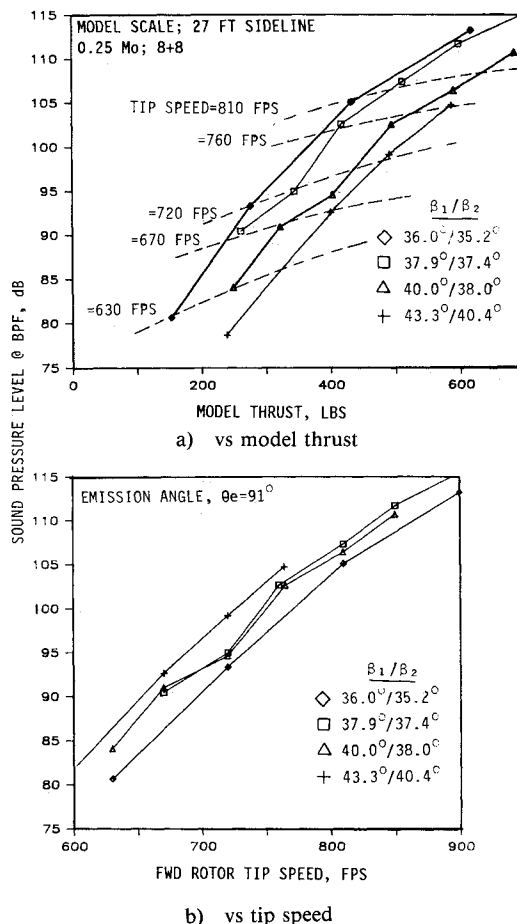 MODEL SCALE; 27 FT SIDELINE
0.25 Mo; 8+8
TIP SPEED=810 FPS
=760 FPS
=720 FPS
=670 FPS
=630 FPS
β1/β2
36.0°/35.2°
37.9°/37.4°
40.0°/38.0°
43.3°/40.4°
115
110
105
100
95
90
85
80
75
0
200
400
600
MODEL THRUST, LBS
a) vs model thrust
SOUND PRESSURE LEVEL @ BPF, dB
EMISSION ANGLE, θe=91°
115
110
105
100
95
90
85
80
75
β1/β2
36.0°/35.2°
37.9°/37.4°
40.0°/38.0°
43.3°/40.4°
600
700
800
900
FWD ROTOR TIP SPEED, FPS
b) vs tip speed